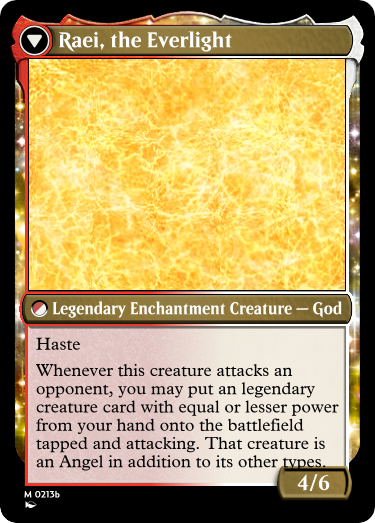 Raei, the Everlight
Legendary Enchantment Creature — God
Haste
Whenever this creature attacks an
opponent, you may put an legendary
creature card with equal or lesser power
from your hand onto the battlefield
tapped and attacking. That creature is
an Angel in addition to its other types.
4/6
M 0213b